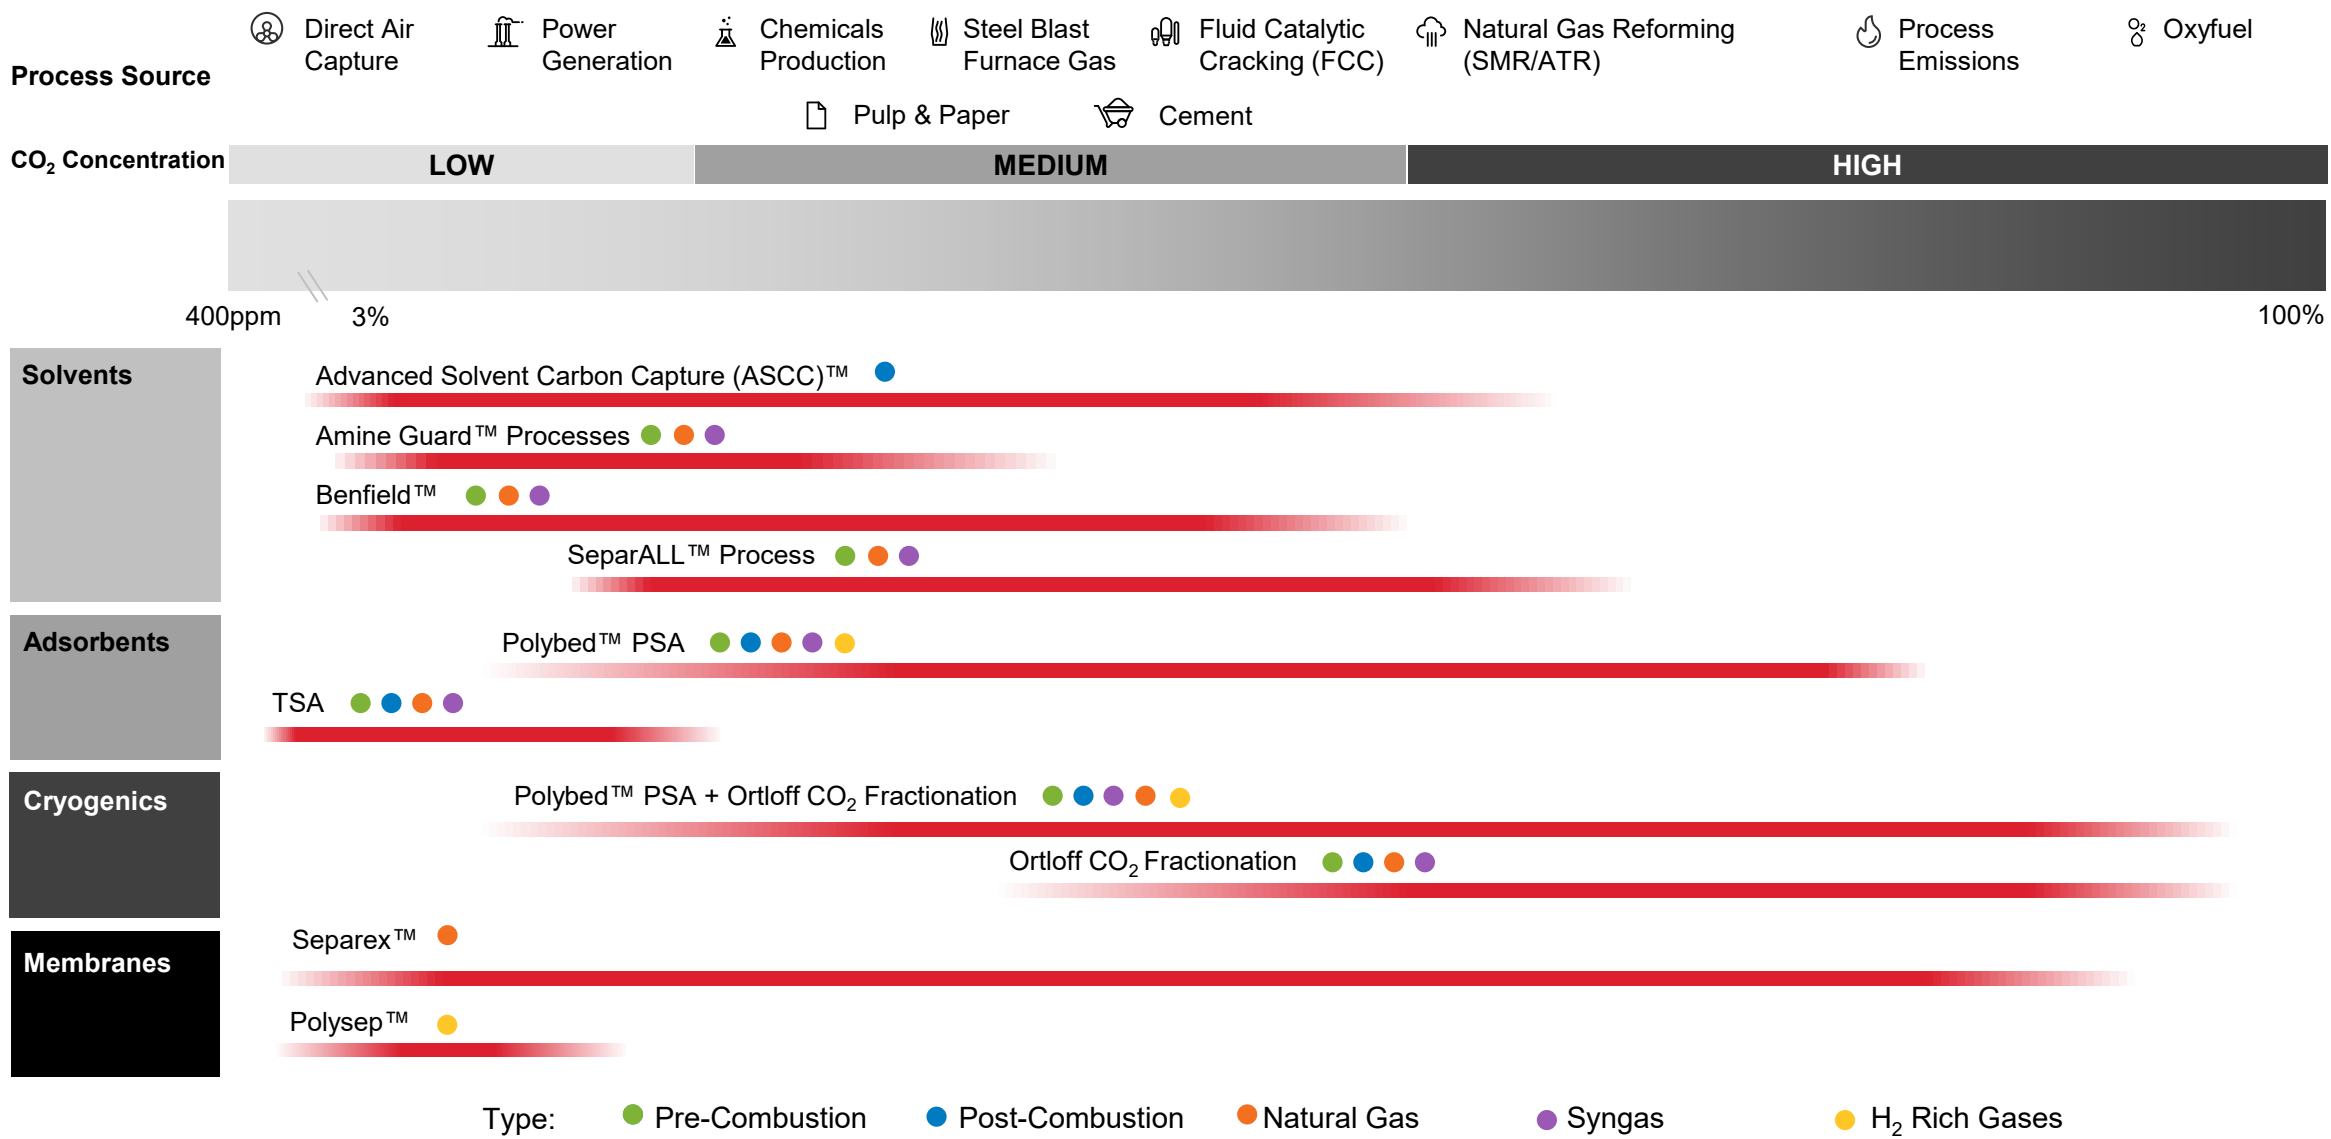 Process Source
Direct Air
Capture
Power
Generation
Chemicals
Production
Steel Blast
Furnace Gas
Fluid Catalytic
Cracking (FCC)
Natural Gas Reforming
(SMR/ATR)
Process
Emissions
O₂
Oxyfuel
Pulp & Paper
Cement
CO₂ Concentration
LOW
MEDIUM
HIGH
400ppm
3%
100%
Solvents
Advanced Solvent Carbon Capture (ASCC)™
Amine Guard™ Processes
Benfield™
SeparALL™ Process
Adsorbents
Polybed™ PSA
TSA
Cryogenics
Polybed™ PSA + Ortloff CO₂ Fractionation
Ortloff CO₂ Fractionation
Membranes
Separex™
Polysep™
Type:
Pre-Combustion
Post-Combustion
Natural Gas
Syngas
H₂ Rich Gases